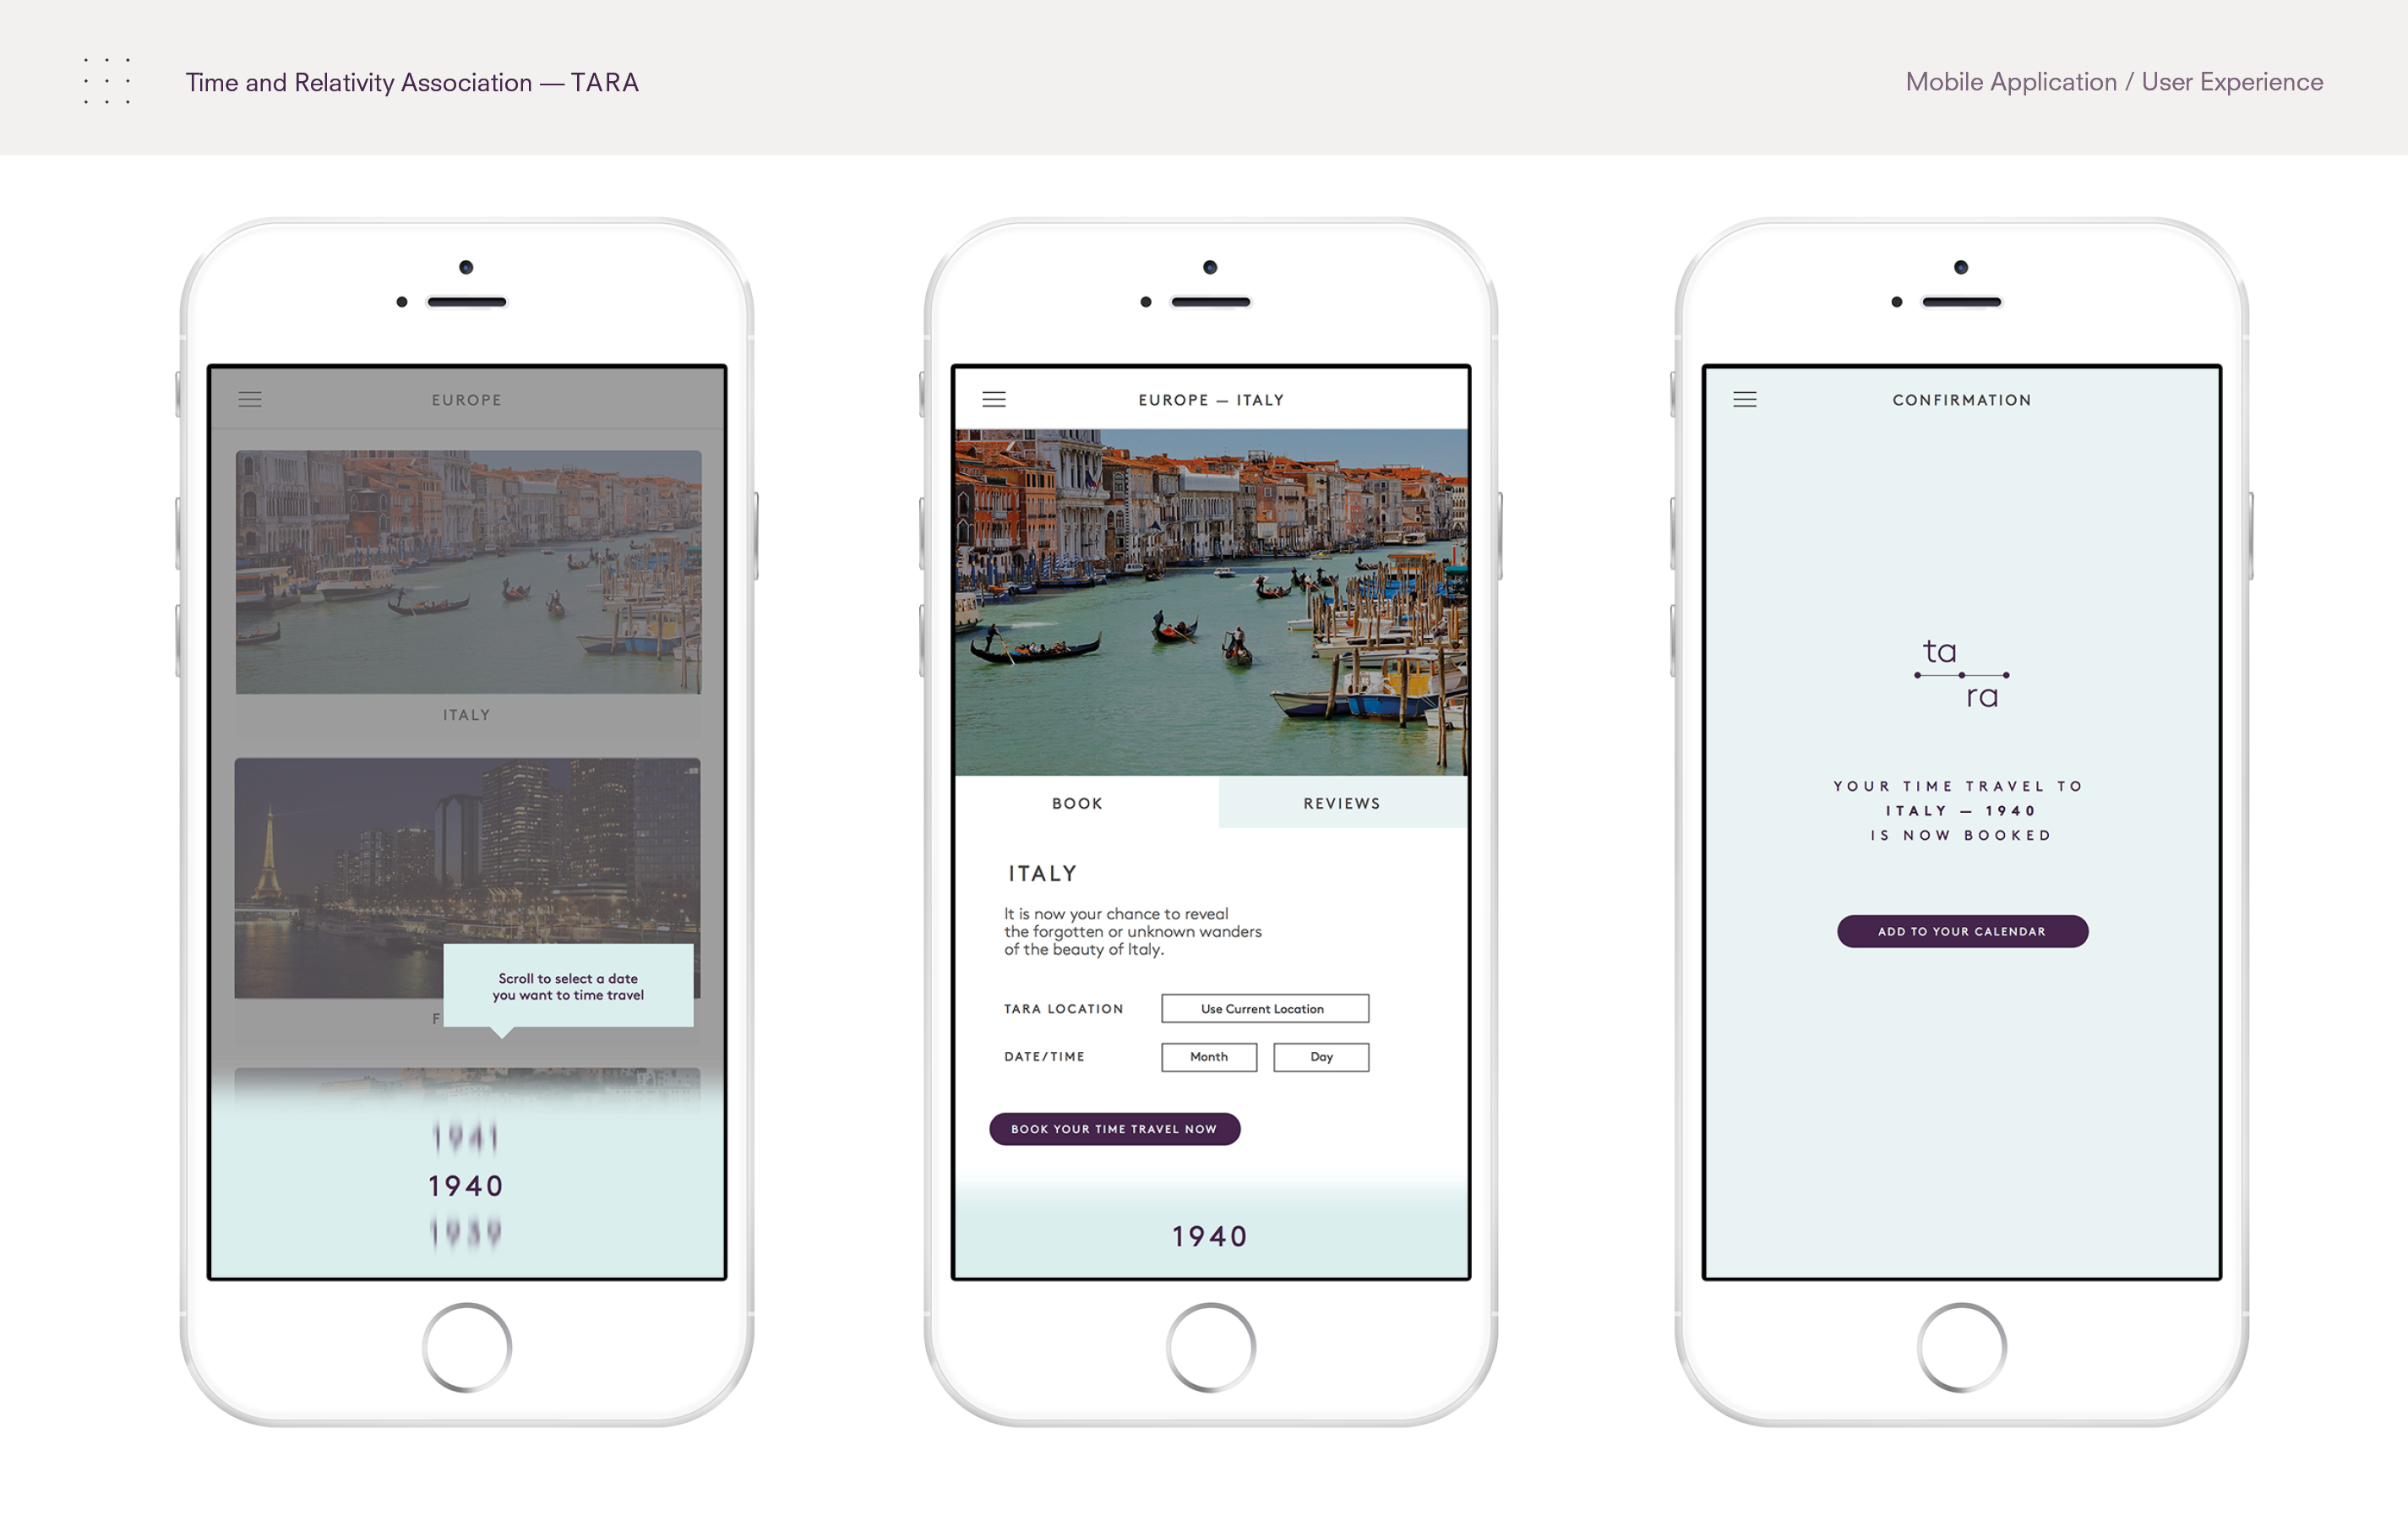 Time and Relativity Association — TARA
Mobile Application / User Experience
EUROPE
ITALY
Scroll to select a date
you want to time travel
F
1941
1940
1939
EUROPE — ITALY
BOOK
REVIEWS
ITALY
It is now your chance to reveal
the forgotten or unknown wanders
of the beauty of Italy.
TARA LOCATION
Use Current Location
DATE/TIME
Month
Day
BOOK YOUR TIME TRAVEL NOW
1940
CONFIRMATION
ta
ra
YOUR TIME TRAVEL TO
ITALY — 1940
IS NOW BOOKED
ADD TO YOUR CALENDAR